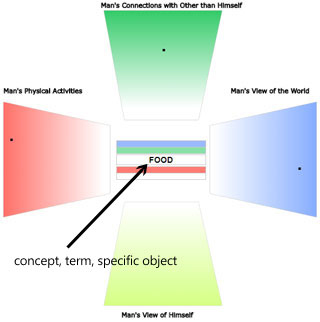 Man's Connections with Other than Himself
Man's Physical Activities
Man's View of the World
FOOD
concept, term, specific object
Man's View of Himself